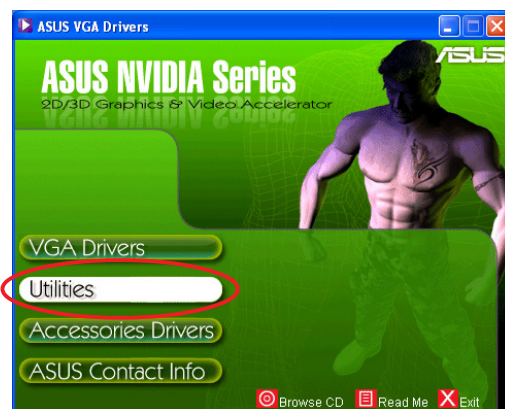 ASUS VGA Drivers
ASUS
ASUS NVIDIA Series
2D/3D Graphics & Video Accelerator
VGA Drivers
Utilities
Accessories Drivers
ASUS Contact Info
Browse CD Read Me X Exit